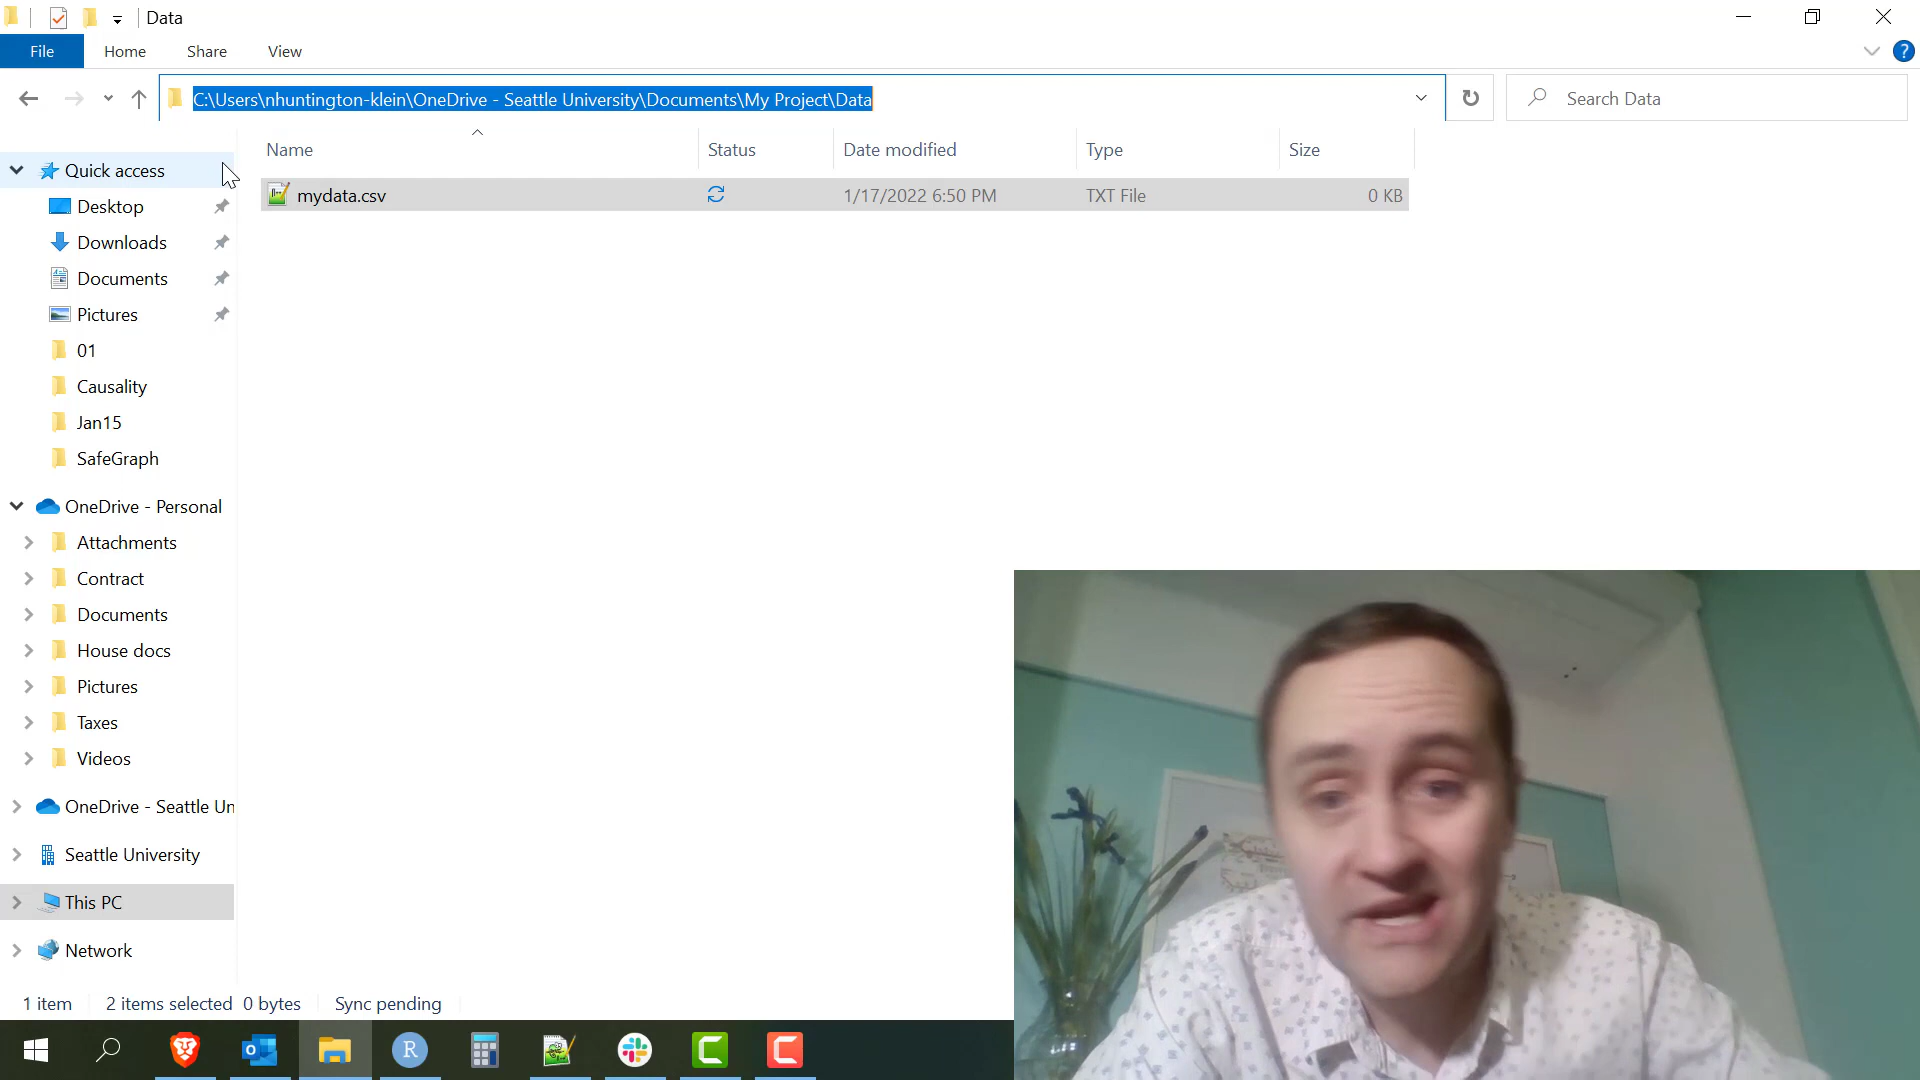 Data
File Home Share View
C:\Users\nhuntington-klein\OneDrive - Seattle University\Documents\My Project\Data
Search Data
Name Status Date modified Type Size
mydata.csv 1/17/2022 6:50 PM TXT File 0 KB
Quick access
Desktop
Downloads
Documents
Pictures
01
Causality
Jan15
SafeGraph
OneDrive - Personal
Attachments
Contract
Documents
House docs
Pictures
Taxes
Videos
OneDrive - Seattle Un
Seattle University
This PC
Network
1 item 2 items selected 0 bytes Sync pending